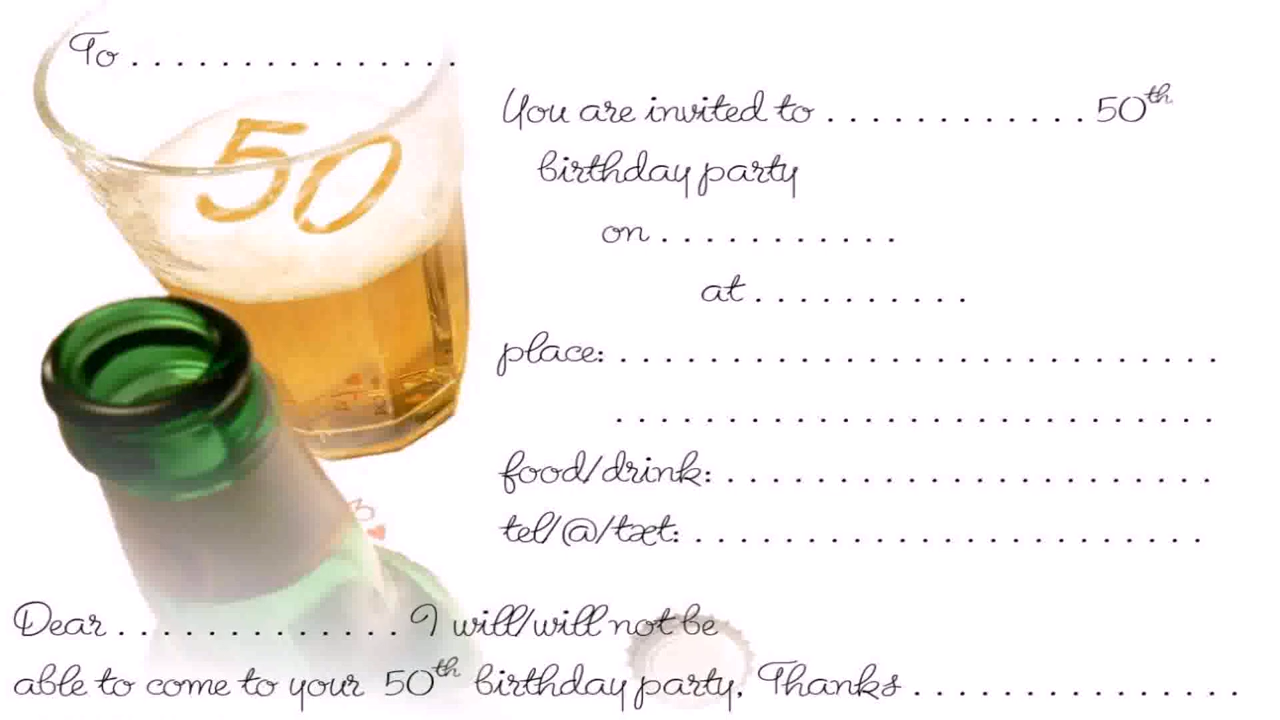 To . . . . . . . . . . . . . . .
50
You are invited to . . . . . . . . . . . . 50th
birthday party
on . . . . . . . . . . .
at . . . . . . . . . .
place: . . . . . . . . . . . . . . . . . . . . . . . . . . .
. . . . . . . . . . . . . . . . . . . . . . . . . . .
food/drink: . . . . . . . . . . . . . . . . . . . . . .
tel/@/txt: . . . . . . . . . . . . . . . . . . . . . . .
Dear . . . . . . . . . . . . . I will/will not be
able to come to your 50th birthday party. Thanks . . . . . . . . . . . . . . .